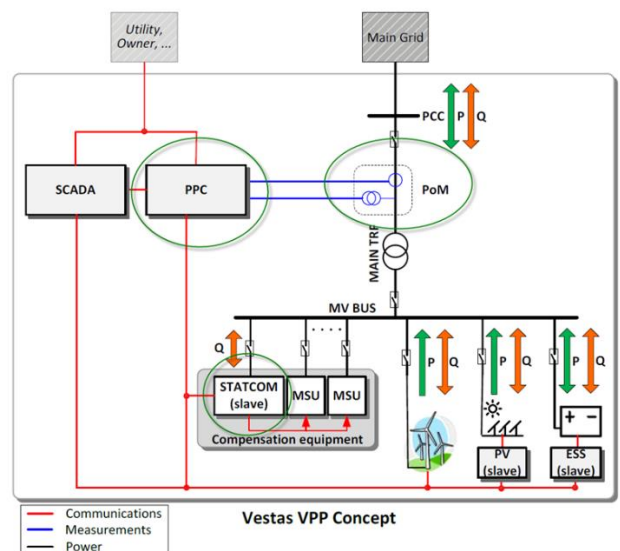 Utility,
Owner, ...
Main Grid
PCC
P
Q
SCADA
PPC
PoM
MAIN TRF
MV BUS
Q
P
Q
P
Q
P
Q
STATCOM
(slave)
MSU
MSU
Compensation equipment
PV
(slave)
ESS
(slave)
Communications
Measurements
Power
Vestas VPP Concept